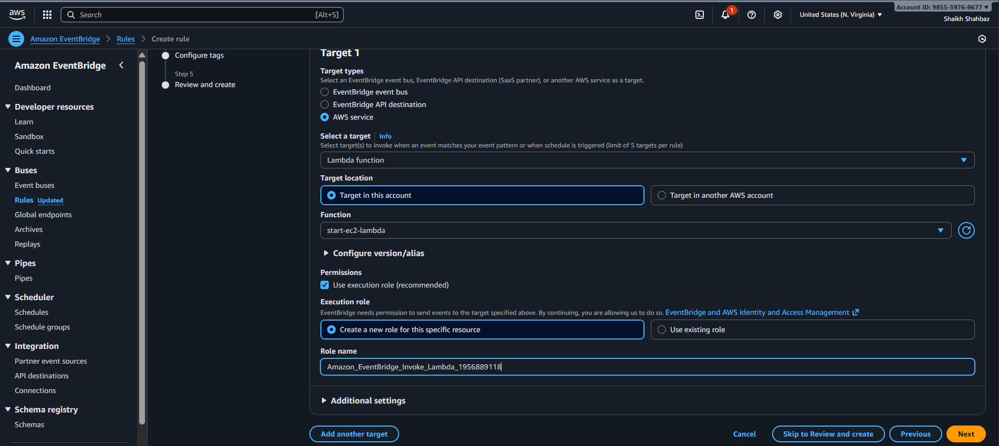 aws
Search [Alt+S]
1
United States (N. Virginia)
Account ID: 9855-3976-9677
Shaikh Shahbaz
Amazon EventBridge
Rules
Create rule
Amazon EventBridge
Dashboard
Developer resources
Learn
Sandbox
Quick starts
Buses
Event buses
Rules Updated
Global endpoints
Archives
Replays
Pipes
Pipes
Scheduler
Schedules
Schedule groups
Integration
Partner event sources
API destinations
Connections
Schema registry
Schemas
Configure tags
Step 5
Review and create
Target 1
Target types
Select an EventBridge event bus, EventBridge API destination (SaaS partner), or another AWS service as a target.
EventBridge event bus
EventBridge API destination
AWS service
Select a target Info
Select target(s) to invoke when an event matches your event pattern or when schedule is triggered (limit of 5 targets per rule)
Lambda function
Target location
Target in this account
Target in another AWS account
Function
start-ec2-lambda
Configure version/alias
Permissions
Use execution role (recommended)
Execution role
EventBridge needs permission to send events to the target specified above. By continuing, you are allowing us to do so. EventBridge and AWS Identity and Access Management
Create a new role for this specific resource
Use existing role
Role name
Amazon_EventBridge_Invoke_Lambda_1956889118
Additional settings
Add another target
Cancel
Skip to Review and create
Previous
Next